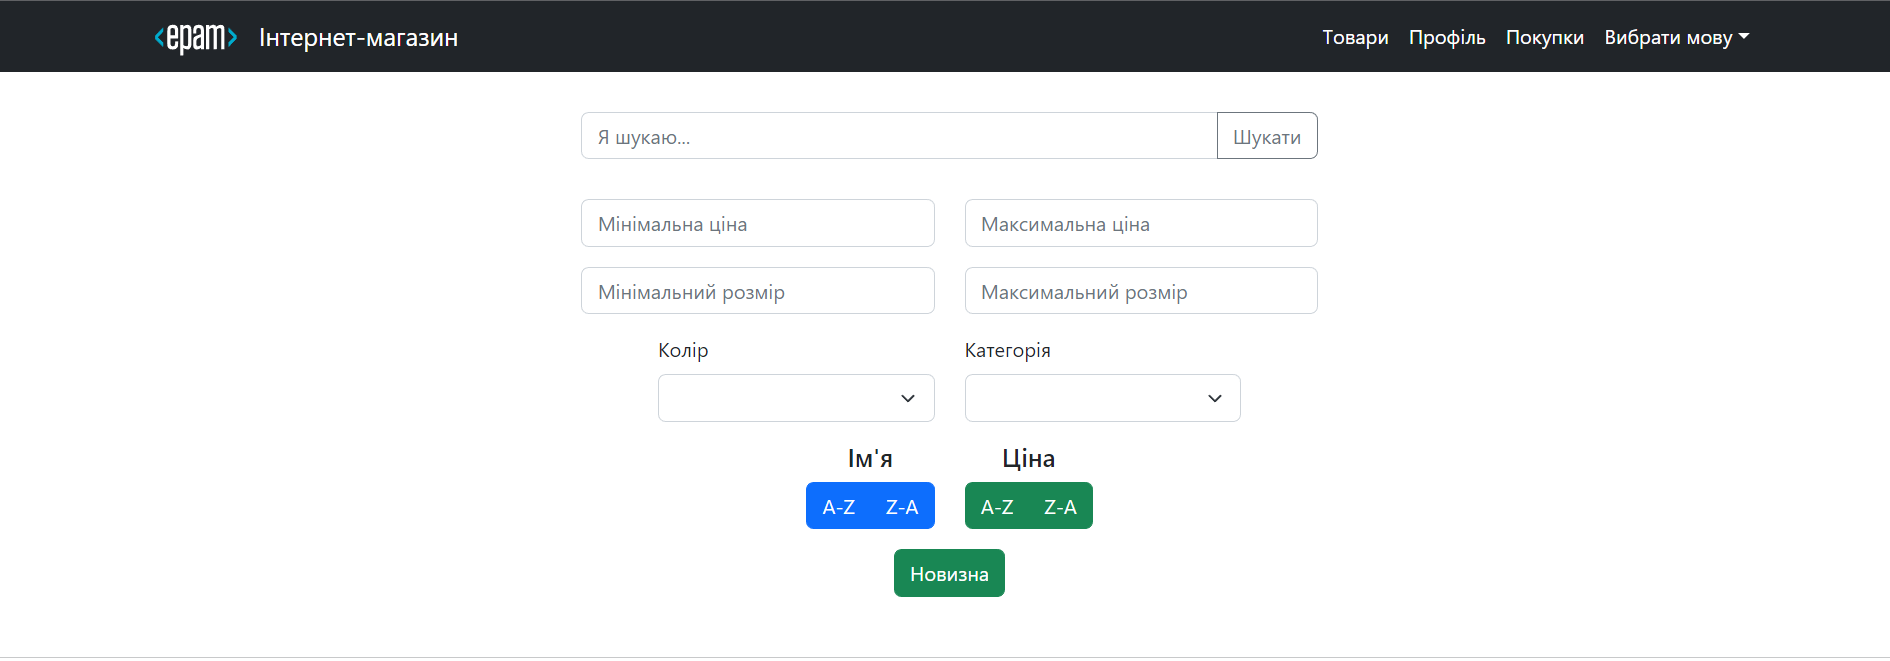 <epam> Інтернет-магазин Товари Профіль Покупки Вибрати мову
Я шукаю... Шукати
Мінімальна ціна Максимальна ціна
Мінімальний розмір Максимальний розмір
Колір Категорія
Ім'я Ціна
A-Z Z-A A-Z Z-A
Новизна